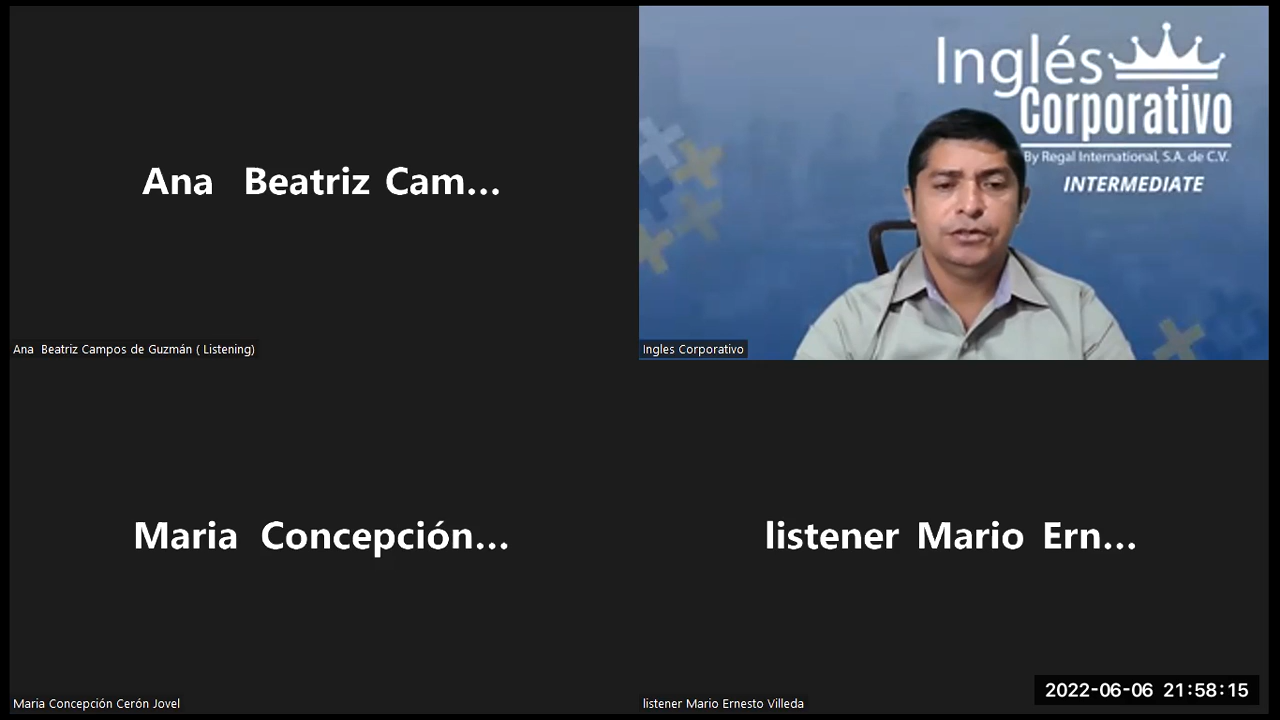 Ana Beatriz Cam...
Ana Beatriz Campos de Guzmán ( Listening)
Inglés
Corporativo
By Regal International, S.A. de C.V.
INTERMEDIATE
Ingles Corporativo
Maria Concepción...
Maria Concepción Cerón Jovel
listener Mario Ern...
listener Mario Ernesto Villeda
2022-06-06 21:58:15